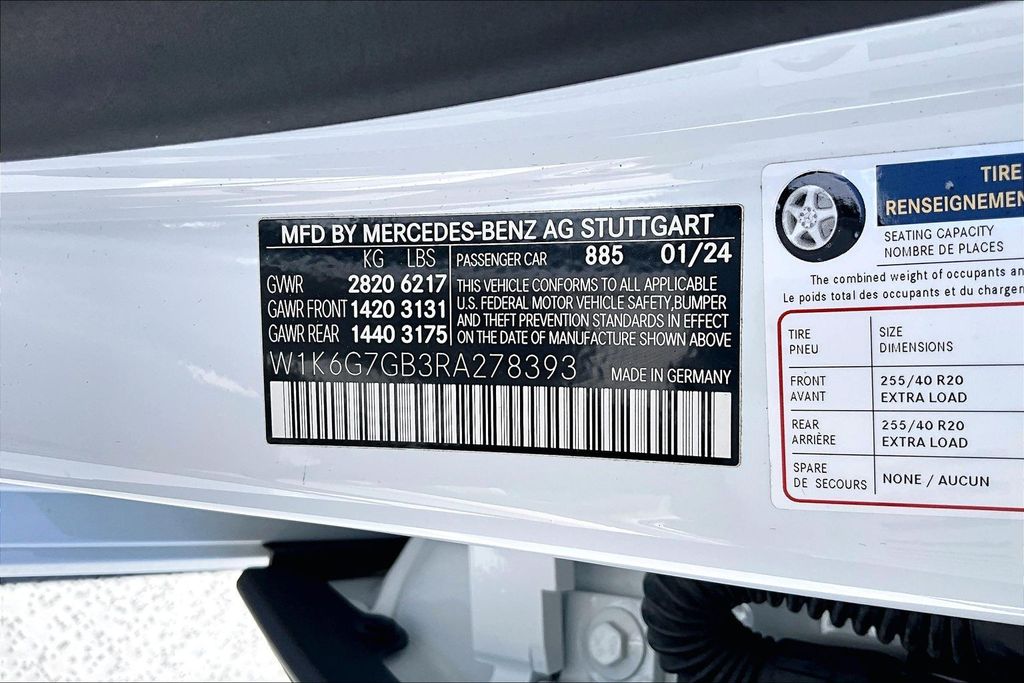 MFD BY MERCEDES-BENZ AG STUTTGART
KG LBS
GVWR 2820 6217
GAWR FRONT 1420 3131
GAWR REAR 1440 3175
PASSENGER CAR 885 01/24
THIS VEHICLE CONFORMS TO ALL APPLICABLE
U.S. FEDERAL MOTOR VEHICLE SAFETY,BUMPER
AND THEFT PREVENTION STANDARDS IN EFFECT
ON THE DATE OF MANUFACTURE SHOWN ABOVE
W1K6G7GB3RA278393
MADE IN GERMANY
TIRE
RENSEIGNEMEN
SEATING CAPACITY
NOMBRE DE PLACES
The combined weight of occupants an
Le poids total des occupants et du chargen
TIRE SIZE
PNEU DIMENSIONS
FRONT 255/40 R20
AVANT EXTRA LOAD
REAR 255/40 R20
ARRIÈRE EXTRA LOAD
SPARE NONE / AUCUN
DE SECOURS